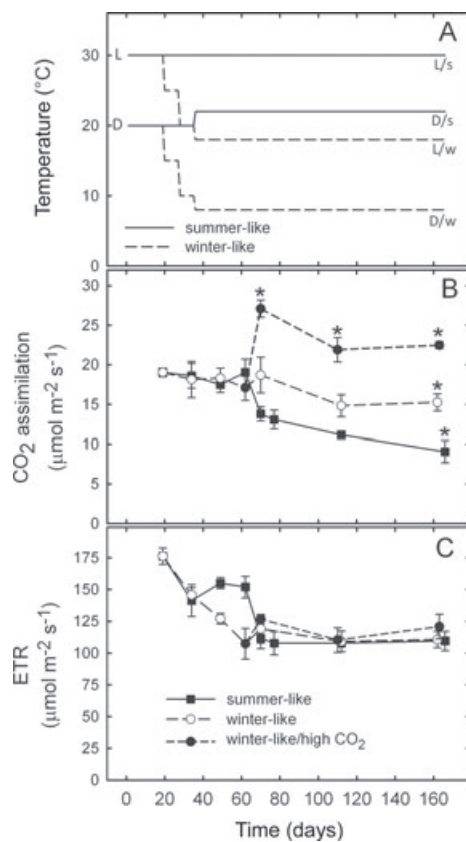 A
Temperature (°C)
30
20
10
0
L
D
L/s
D/s
L/w
D/w
summer-like
winter-like
B
CO2 assimilation
(µmol m-2 s-1)
30
25
20
15
10
5
0
*
*
*
*
*
C
ETR
(µmol m-2 s-1)
175
150
125
100
75
50
25
0
summer-like
winter-like
winter-like/high CO2
0 20 40 60 80 100 120 140 160
Time (days)